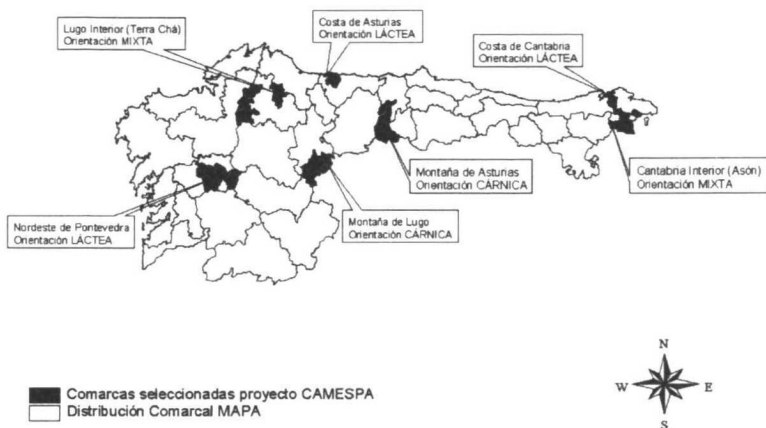 Lugo Interior (Terra Chá)
Orientación MIXTA
Costa de Asturias
Orientación LÁCTEA
Costa de Cantabria
Orientación LÁCTEA
Montaña de Asturias
Orientación CÁRNICA
Cantabria Interior (Asón)
Orientación MIXTA
Nordeste de Pontevedra
Orientación LÁCTEA
Montaña de Lugo
Orientación CÁRNICA
N
W
E
S
Comarcas seleccionadas proyecto CAMESPA
Distribución Comarcal MAPA